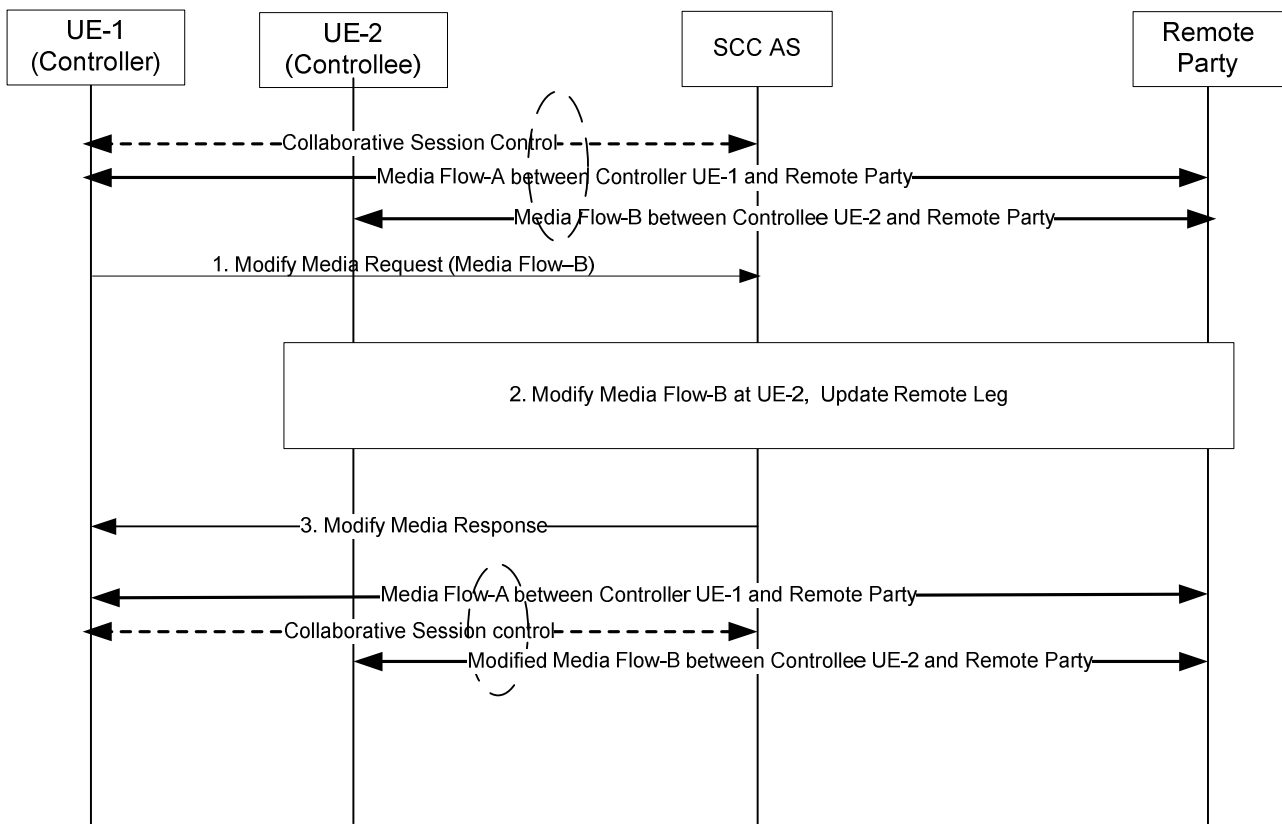 UE-1
(Controller)
UE-2
(Controllee)
SCC AS
Remote
Party
Collaborative Session Control
Media Flow-A between Controller UE-1 and Remote Party
Media Flow-B between Controllee UE-2 and Remote Party
1. Modify Media Request (Media Flow–B)
2. Modify Media Flow-B at UE-2, Update Remote Leg
3. Modify Media Response
Media Flow-A between Controller UE-1 and Remote Party
Collaborative Session control
Modified Media Flow-B between Controllee UE-2 and Remote Party